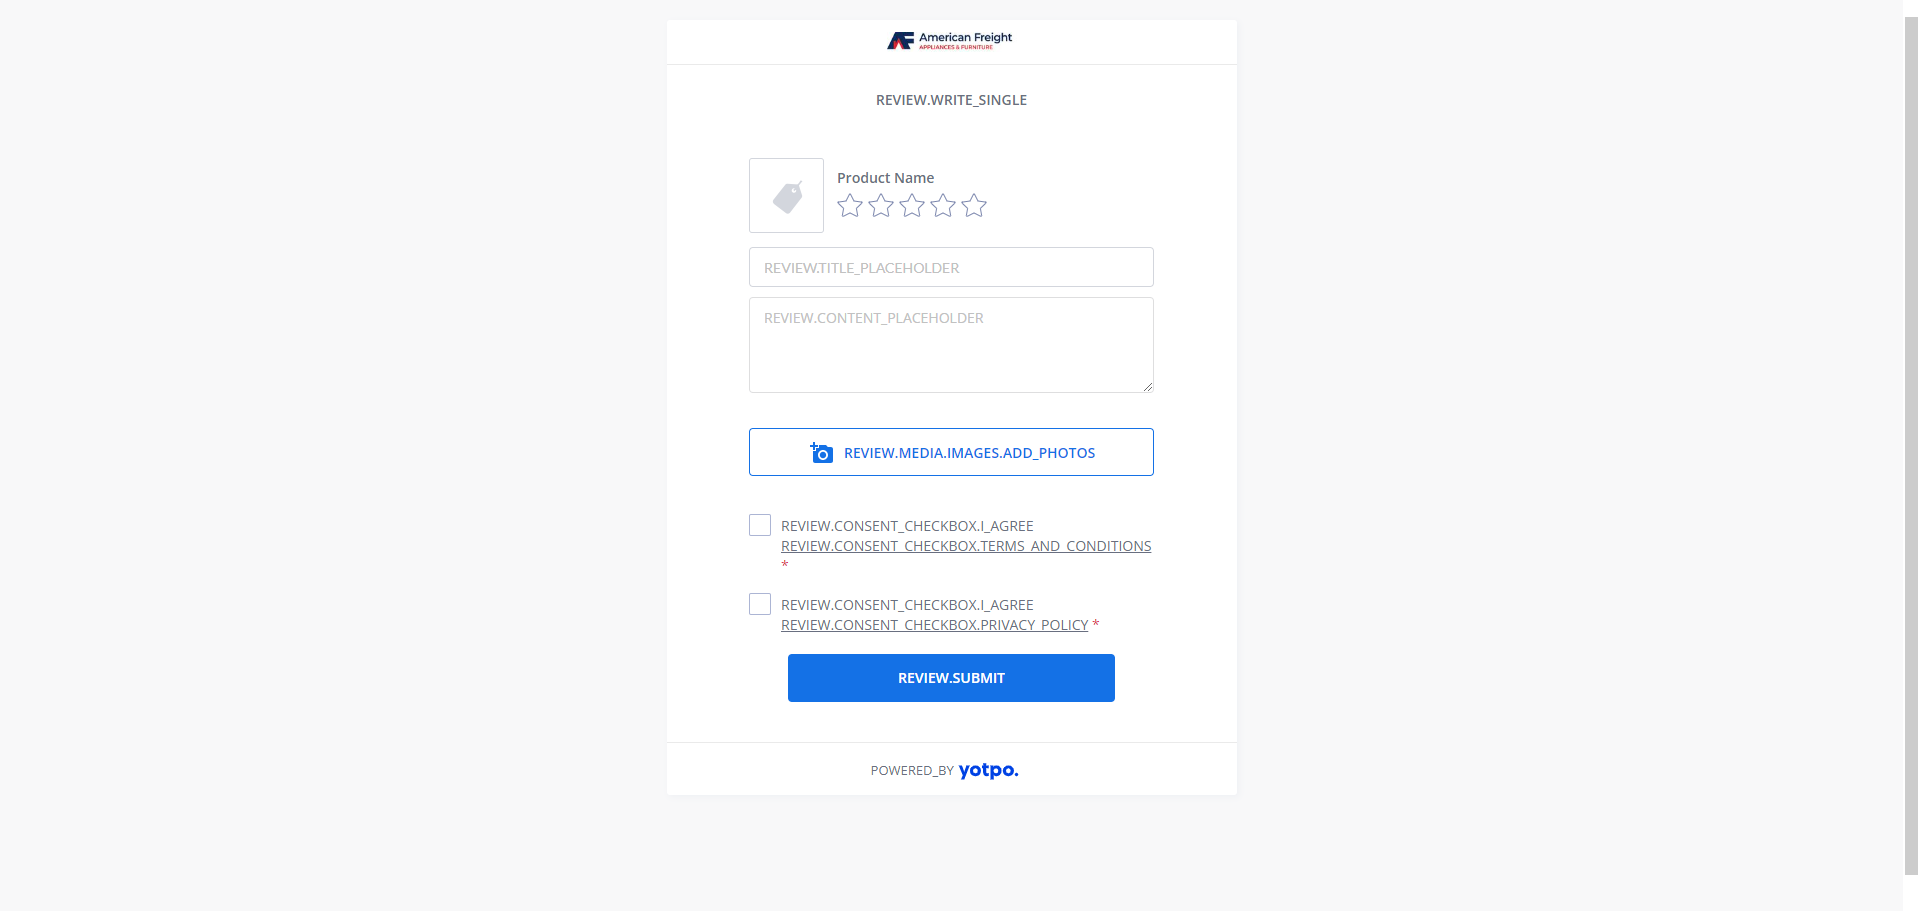 American Freight
APPLIANCES & FURNITURE
REVIEW.WRITE_SINGLE
Product Name
REVIEW.TITLE_PLACEHOLDER
REVIEW.CONTENT_PLACEHOLDER
REVIEW.MEDIA.IMAGES.ADD_PHOTOS
REVIEW.CONSENT_CHECKBOX.I_AGREE
REVIEW.CONSENT_CHECKBOX.TERMS_AND_CONDITIONS
*
REVIEW.CONSENT_CHECKBOX.I_AGREE
REVIEW.CONSENT_CHECKBOX.PRIVACY_POLICY *
REVIEW.SUBMIT
POWERED_BY yotpo.